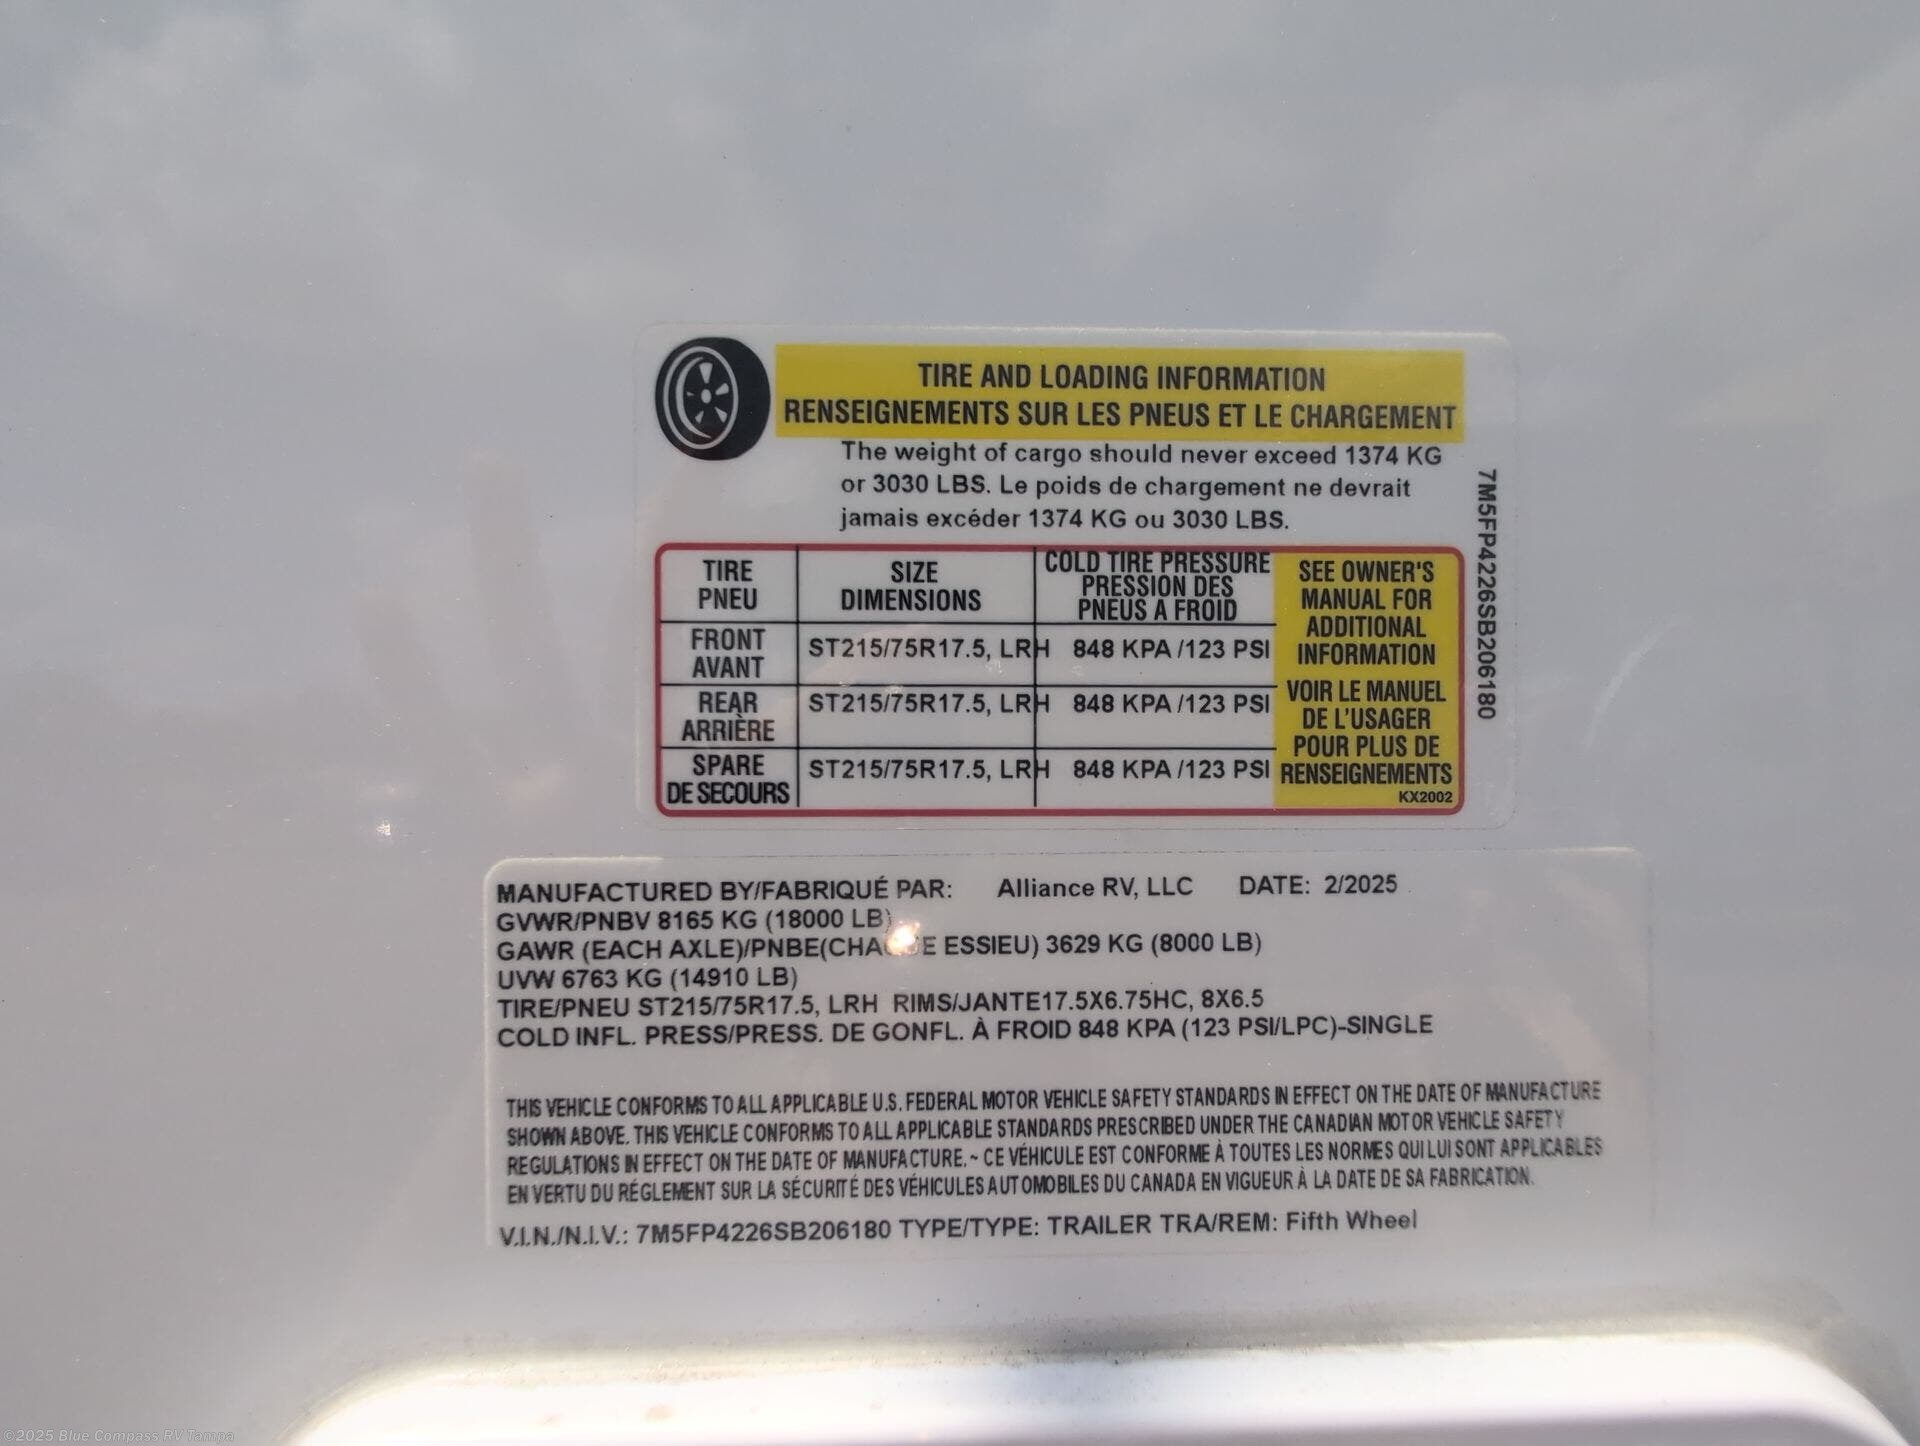 TIRE AND LOADING INFORMATION
RENSEIGNEMENTS SUR LES PNEUS ET LE CHARGEMENT
The weight of cargo should never exceed 1374 KG
or 3030 LBS. Le poids de chargement ne devrait
jamais excéder 1374 KG ou 3030 LBS.
7M5FP4226SB206180
TIRE
PNEU
SIZE
DIMENSIONS
COLD TIRE PRESSURE
PRESSION DES
PNEUS A FROID
FRONT
AVANT
ST215/75R17.5, LRH 848 KPA /123 PSI
REAR
ARRIÈRE
ST215/75R17.5, LRH 848 KPA /123 PSI
SPARE
DE SECOURS
ST215/75R17.5, LRH 848 KPA /123 PSI
SEE OWNER'S
MANUAL FOR
ADDITIONAL
INFORMATION
VOIR LE MANUEL
DE L'USAGER
POUR PLUS DE
RENSEIGNEMENTS
KX2002
MANUFACTURED BY/FABRIQUÉ PAR: Alliance RV, LLC DATE: 2/2025
GVWR/PNBV 8165 KG (18000 LB)
GAWR (EACH AXLE)/PNBE(CHAQUE ESSIEU) 3629 KG (8000 LB)
UVW 6763 KG (14910 LB)
TIRE/PNEU ST215/75R17.5, LRH RIMS/JANTE17.5X6.75HC, 8X6.5
COLD INFL. PRESS/PRESS. DE GONFL. À FROID 848 KPA (123 PSI/LPC)-SINGLE
THIS VEHICLE CONFORMS TO ALL APPLICABLE U.S. FEDERAL MOTOR VEHICLE SAFETY STANDARDS IN EFFECT ON THE DATE OF MANUFACTURE
SHOWN ABOVE. THIS VEHICLE CONFORMS TO ALL APPLICABLE STANDARDS PRESCRIBED UNDER THE CANADIAN MOTOR VEHICLE SAFETY
REGULATIONS IN EFFECT ON THE DATE OF MANUFACTURE. ~ CE VÉHICULE EST CONFORME À TOUTES LES NORMES QUI LUI SONT APPLICABLES
EN VERTU DU RÉGLEMENT SUR LA SÉCURITÉ DES VÉHICULES AUTOMOBILES DU CANADA EN VIGUEUR À LA DATE DE SA FABRICATION.
V.I.N./N.I.V.: 7M5FP4226SB206180 TYPE/TYPE: TRAILER TRA/REM: Fifth Wheel
©2025 Blue Compass RV Tampa